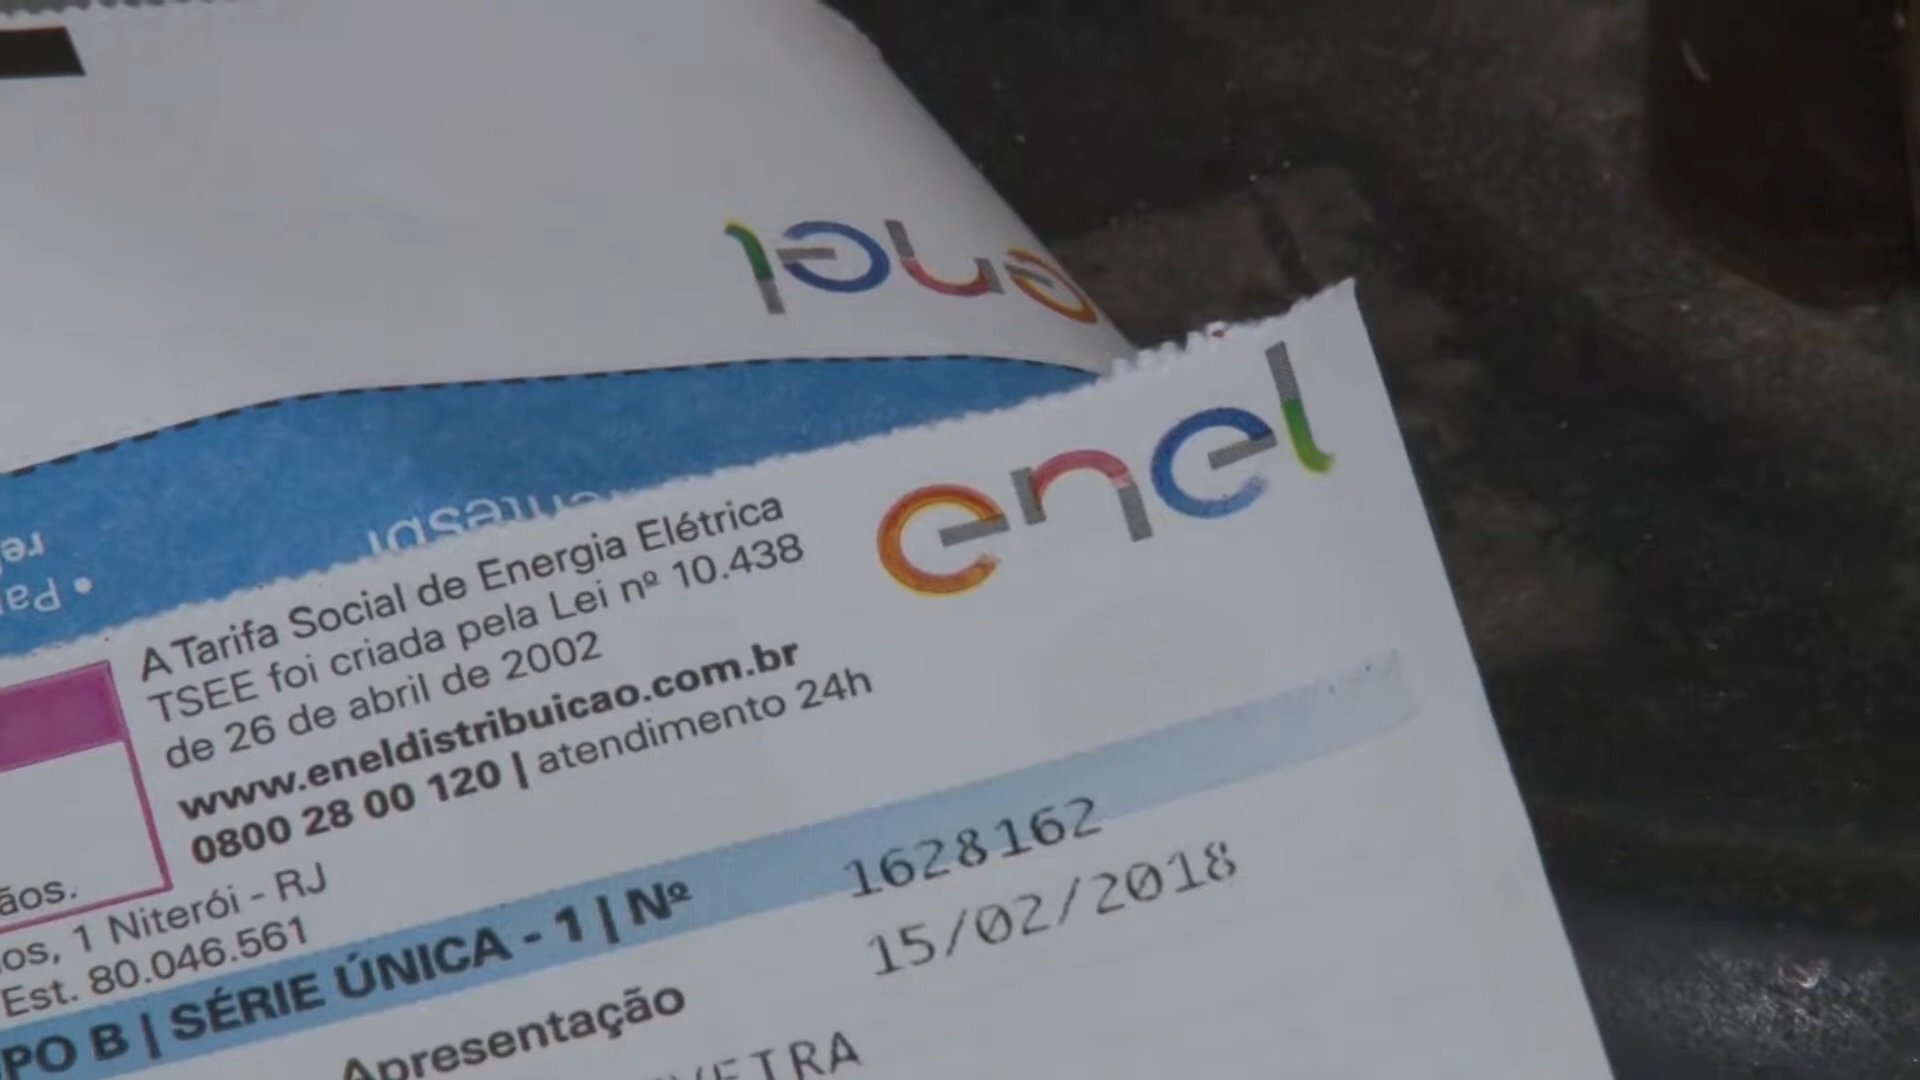 enel
enel
A Tarifa Social de Energia Elétrica
TSEE foi criada pela Lei nº 10.438
de 26 de abril de 2002
www.eneldistribuicao.com.br
0800 28 00 120 | atendimento 24h
ãos.
os, 1 Niterói - RJ
Est. 80.046.561
PO B | SÉRIE ÚNICA - 1 | Nº 1628162
Apresentação 15/02/2018